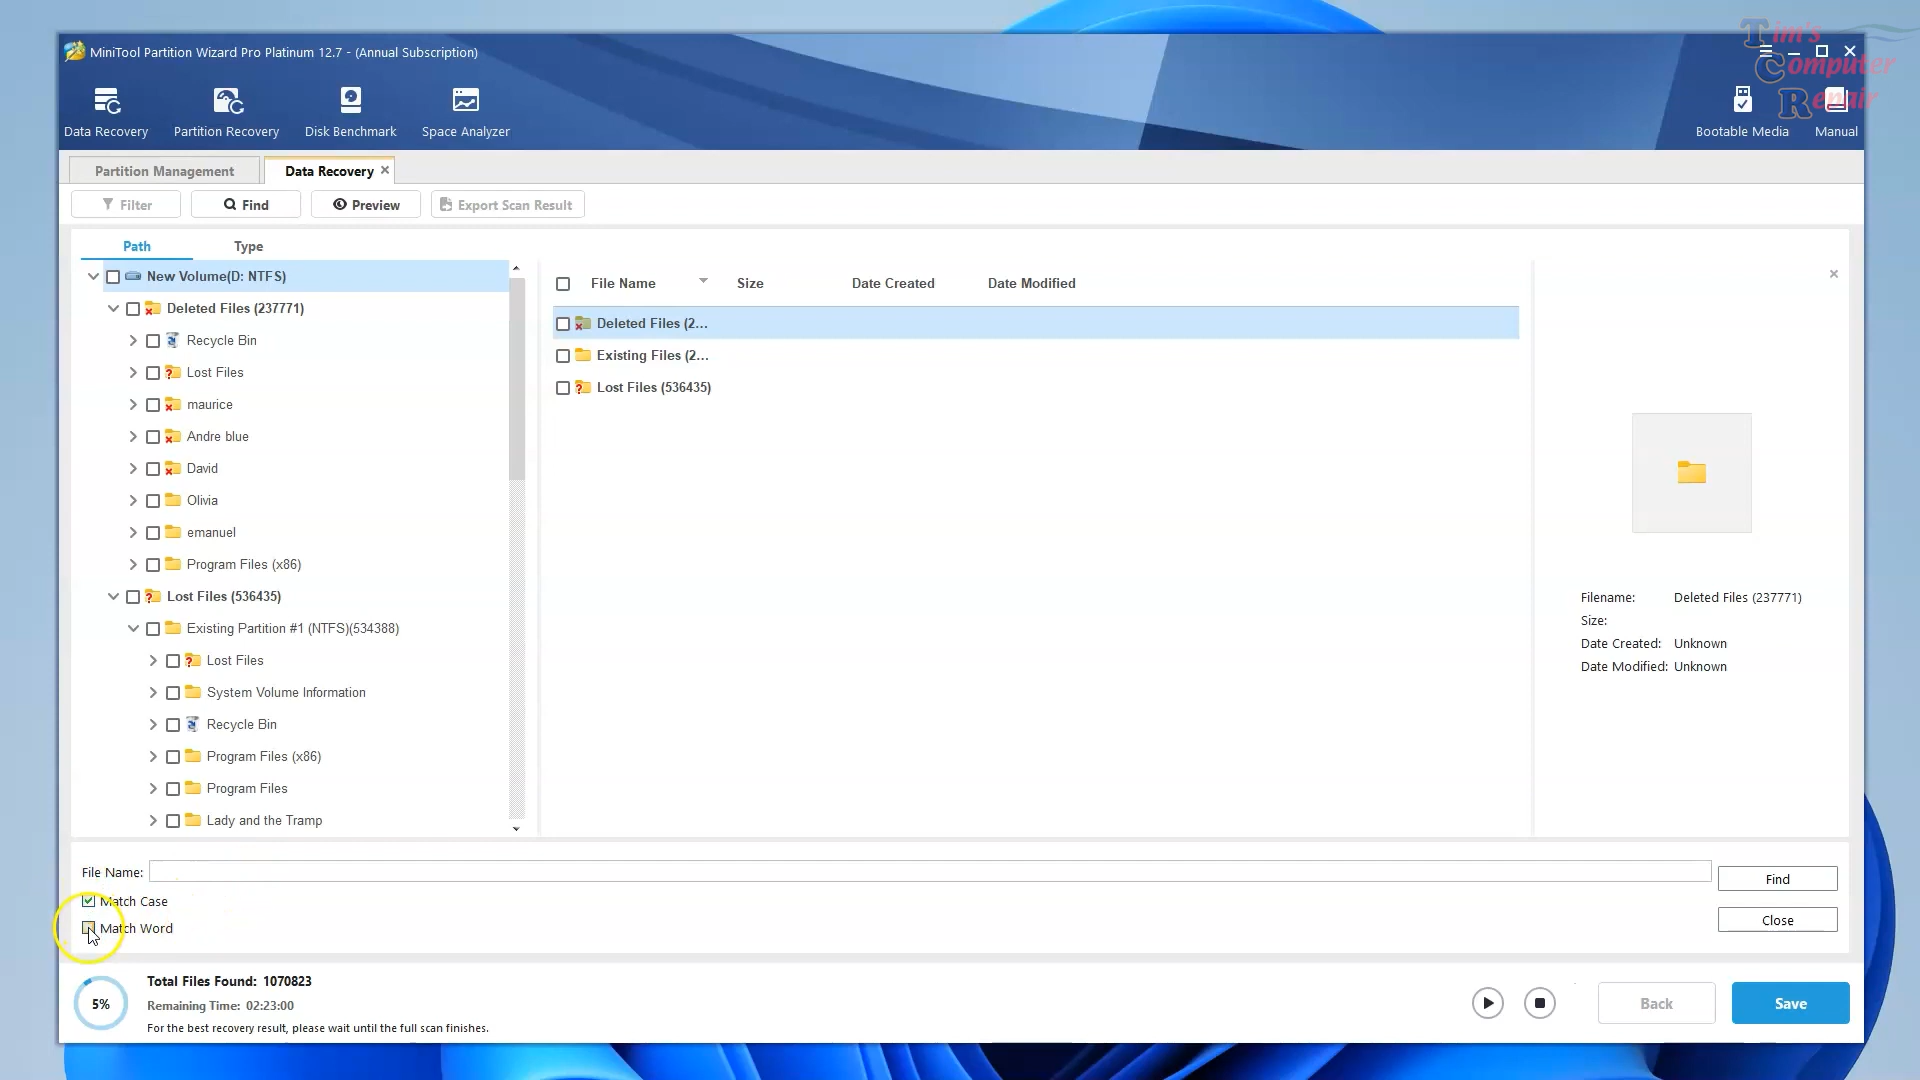 MiniTool Partition Wizard Pro Platinum 12.7 - (Annual Subscription)
Tim's
Computer
Repair
Data Recovery
Partition Recovery
Disk Benchmark
Space Analyzer
Bootable Media
Manual
Partition Management
Data Recovery
Filter
Find
Preview
Export Scan Result
Path
Type
New Volume(D: NTFS)
Deleted Files (237771)
Recycle Bin
Lost Files
maurice
Andre blue
David
Olivia
emanuel
Program Files (x86)
Lost Files (536435)
Existing Partition #1 (NTFS)(534388)
Lost Files
System Volume Information
Recycle Bin
Program Files (x86)
Program Files
Lady and the Tramp
File Name
Size
Date Created
Date Modified
Deleted Files (2...
Existing Files (2...
Lost Files (536435)
Filename: Deleted Files (237771)
Size:
Date Created: Unknown
Date Modified: Unknown
File Name:
Match Case
Match Word
Find
Close
5%
Total Files Found: 1070823
Remaining Time: 02:23:00
For the best recovery result, please wait until the full scan finishes.
Back
Save